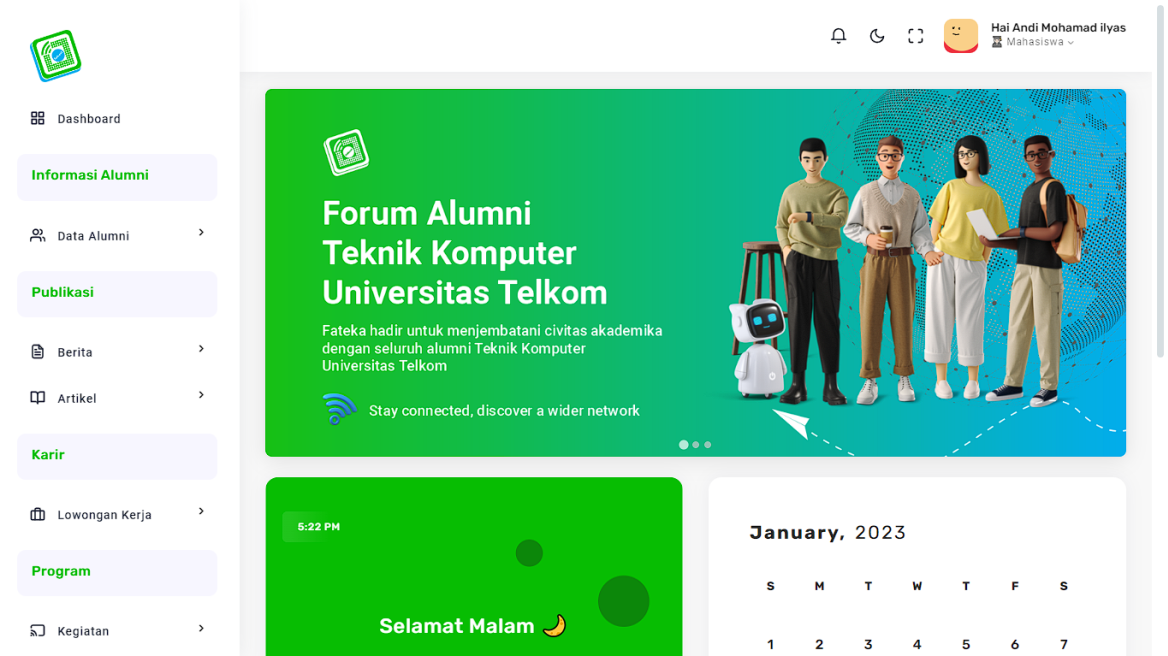 Hai Andi Mohamad ilyas
Mahasiswa
Dashboard
Informasi Alumni
Data Alumni
Publikasi
Berita
Artikel
Karir
Lowongan Kerja
Program
Kegiatan
Forum Alumni
Teknik Komputer
Universitas Telkom
Fateka hadir untuk menjembatani civitas akademika
dengan seluruh alumni Teknik Komputer
Universitas Telkom
Stay connected, discover a wider network
5:22 PM
Selamat Malam
January, 2023
S M T W T F S
1 2 3 4 5 6 7